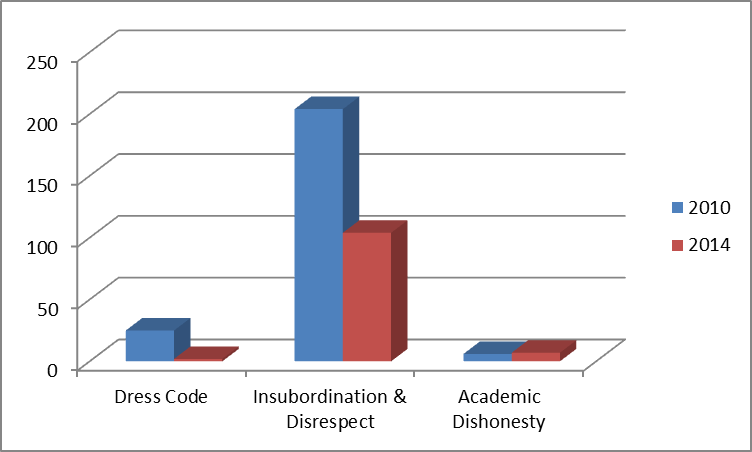 250
200
150
100
50
0
2010
2014
Dress Code
Insubordination &
Disrespect
Academic
Dishonesty